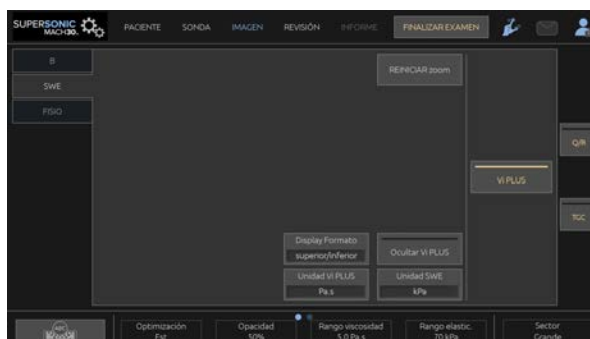 SUPERSONIC
MACH30.
PACIENTE
SONDA
IMAGEN
REVISIÓN
INFORME
FINALIZAR EXAMEN
B
SWE
FISIO
REINICIAR zoom
Q/R
Vi PLUS
TGC
Display Formato
superior/inferior
Ocultar Vi PLUS
Unidad Vi PLUS
Pa.s
Unidad SWE
kPa
ABC
Optimización
Est
Opacidad
50%
Rango viscosidad
5.0 Pa.s
Rango elastic.
70 kPa
Sector
Grande